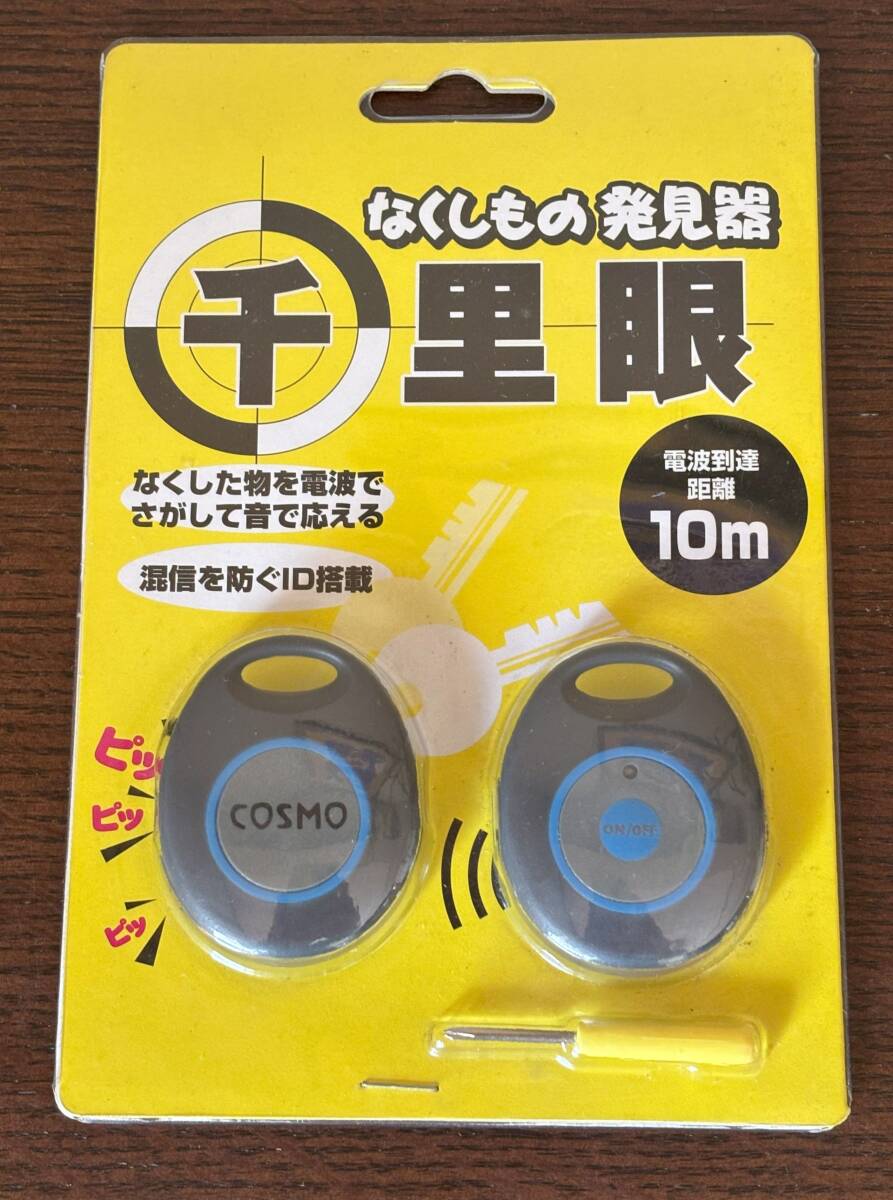 なくしもの発見器
千里眼
なくした物を電波で
さがして音で応える
混信を防ぐID搭載
電波到達
距離
10m
ピッ
ピッ
ピッ
COSMO
ON/OFF